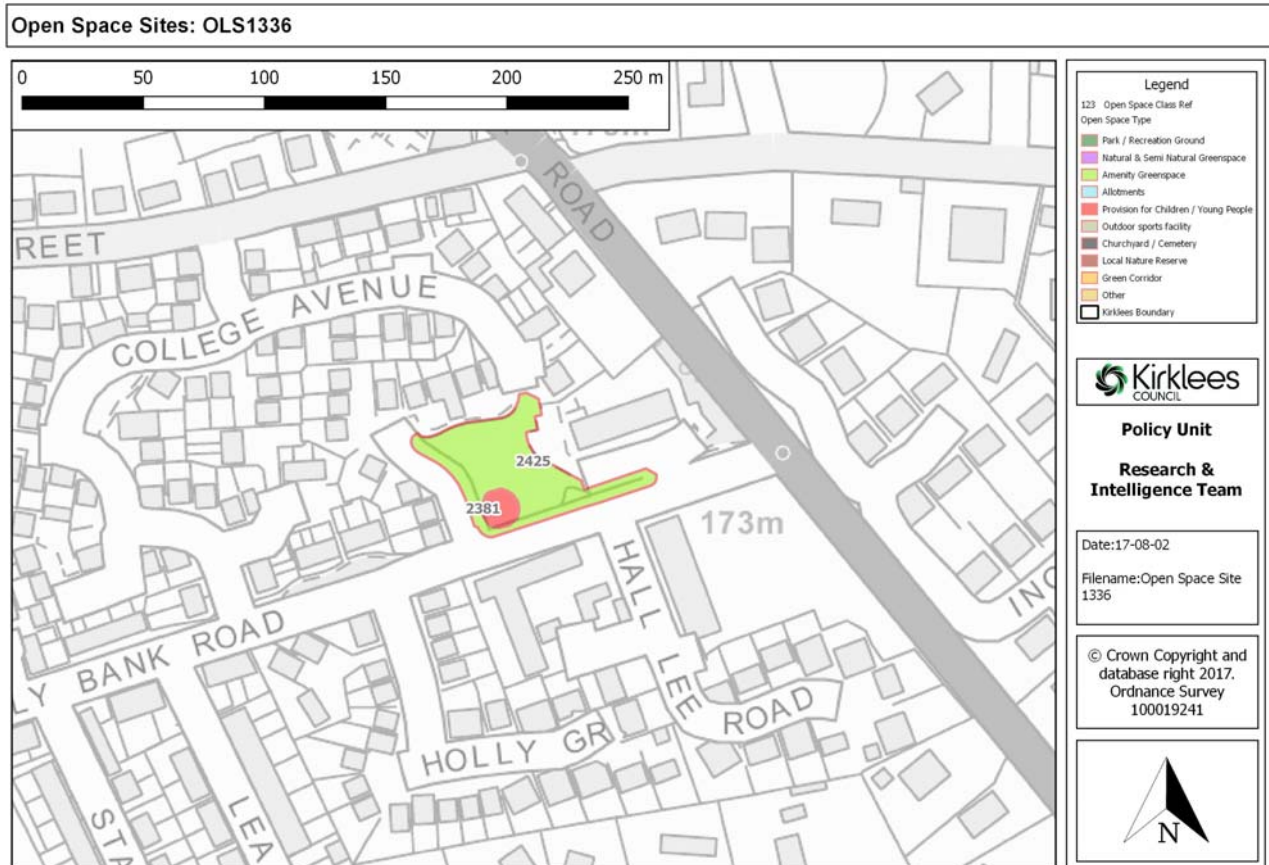 Open Space Sites: OLS1336
0 50 100 150 200 250 m
ROAD
REET
COLLEGE AVENUE
2425
2381
173m
HALL LEE ROAD
BANK ROAD
HOLLY GR
STA
LEA
ING
Legend
123 Open Space Class Ref
Open Space Type
Park / Recreation Ground
Natural & Semi Natural Greenspace
Amenity Greenspace
Allotments
Provision for Children / Young People
Outdoor sports facility
Churchyard / Cemetery
Local Nature Reserve
Green Corridor
Other
Kirklees Boundary
Kirklees
COUNCIL
Policy Unit
Research &
Intelligence Team
Date:17-08-02
Filename:Open Space Site
1336
© Crown Copyright and
database right 2017.
Ordnance Survey
100019241
N